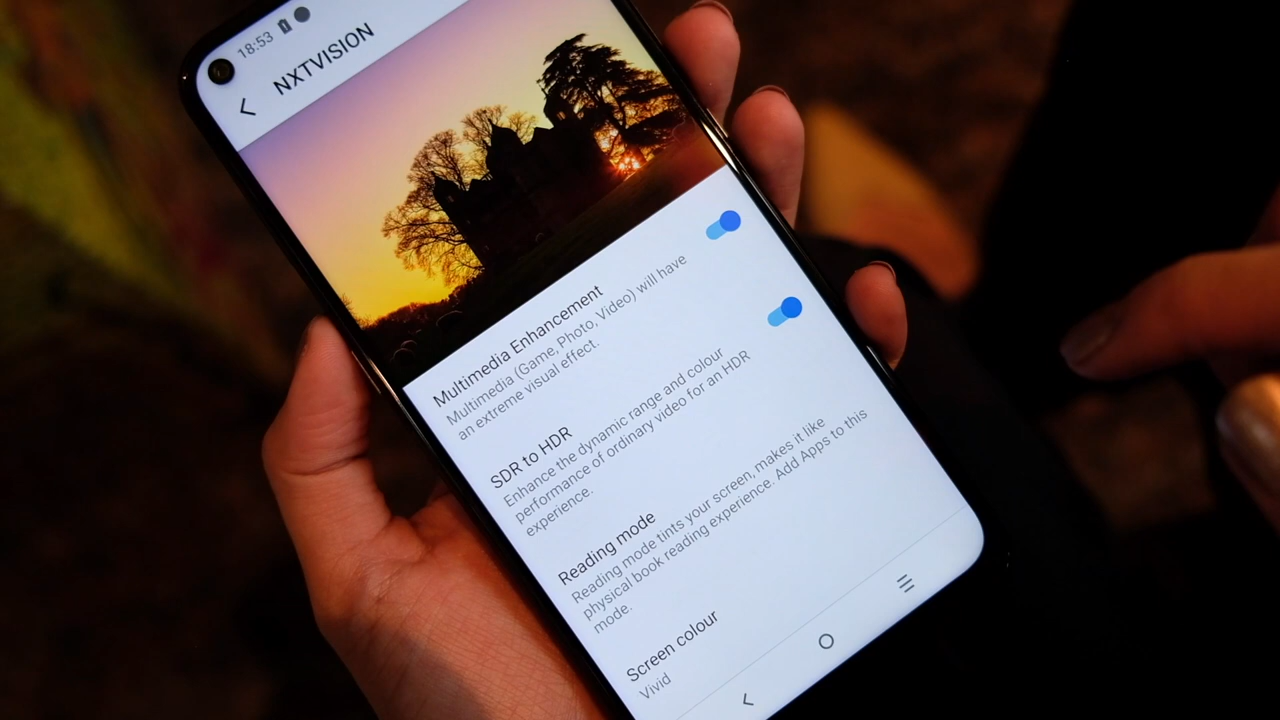 18:53
NXTVISION
Multimedia Enhancement
Multimedia (Game, Photo, Video) will have
an extreme visual effect.
SDR to HDR
Enhance the dynamic range and colour
performance of ordinary video for an HDR
experience.
Reading mode
Reading mode tints your screen, makes it like
physical book reading experience. Add Apps to this
mode.
Screen colour
Vivid